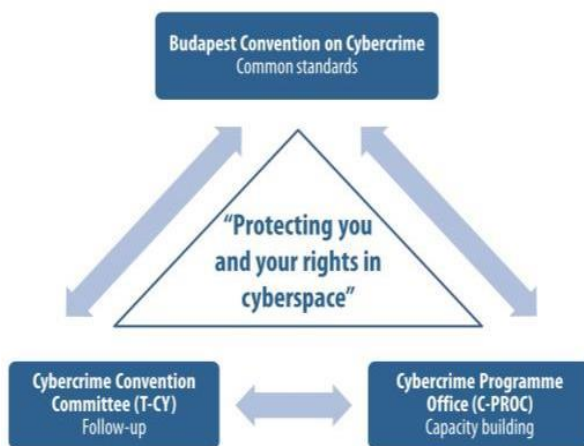 Budapest Convention on Cybercrime
Common standards
“Protecting you
and your rights in
cyberspace”
Cybercrime Convention
Committee (T-CY)
Follow-up
Cybercrime Programme
Office (C-PROC)
Capacity building